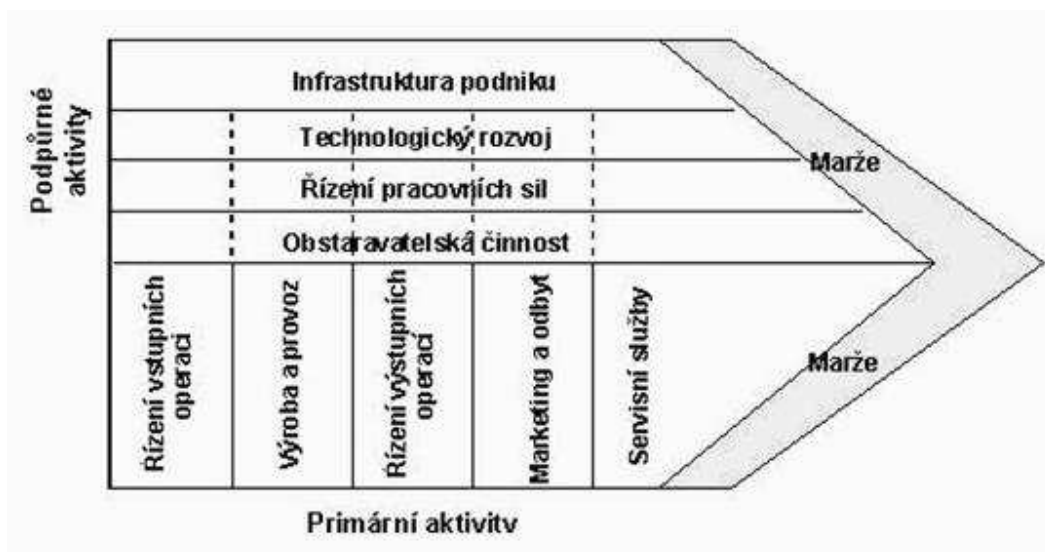 Podpůrné
aktivity
Infrastruktura podniku
Technologický rozvoj
Řízení pracovních sil
Obstaravatelská činnost
Marže
Řízení vstupních
operací
Výroba a provoz
Řízení výstupních
operací
Marketing a odbyt
Servisní služby
Marže
Primární aktivity